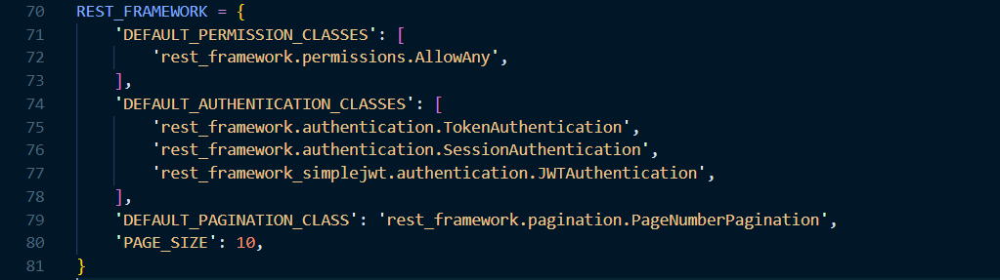 70 REST_FRAMEWORK = {
71     'DEFAULT_PERMISSION_CLASSES': [
72         'rest_framework.permissions.AllowAny',
73     ],
74     'DEFAULT_AUTHENTICATION_CLASSES': [
75         'rest_framework.authentication.TokenAuthentication',
76         'rest_framework.authentication.SessionAuthentication',
77         'rest_framework_simplejwt.authentication.JWTAuthentication',
78     ],
79     'DEFAULT_PAGINATION_CLASS': 'rest_framework.pagination.PageNumberPagination',
80     'PAGE_SIZE': 10,
81 }